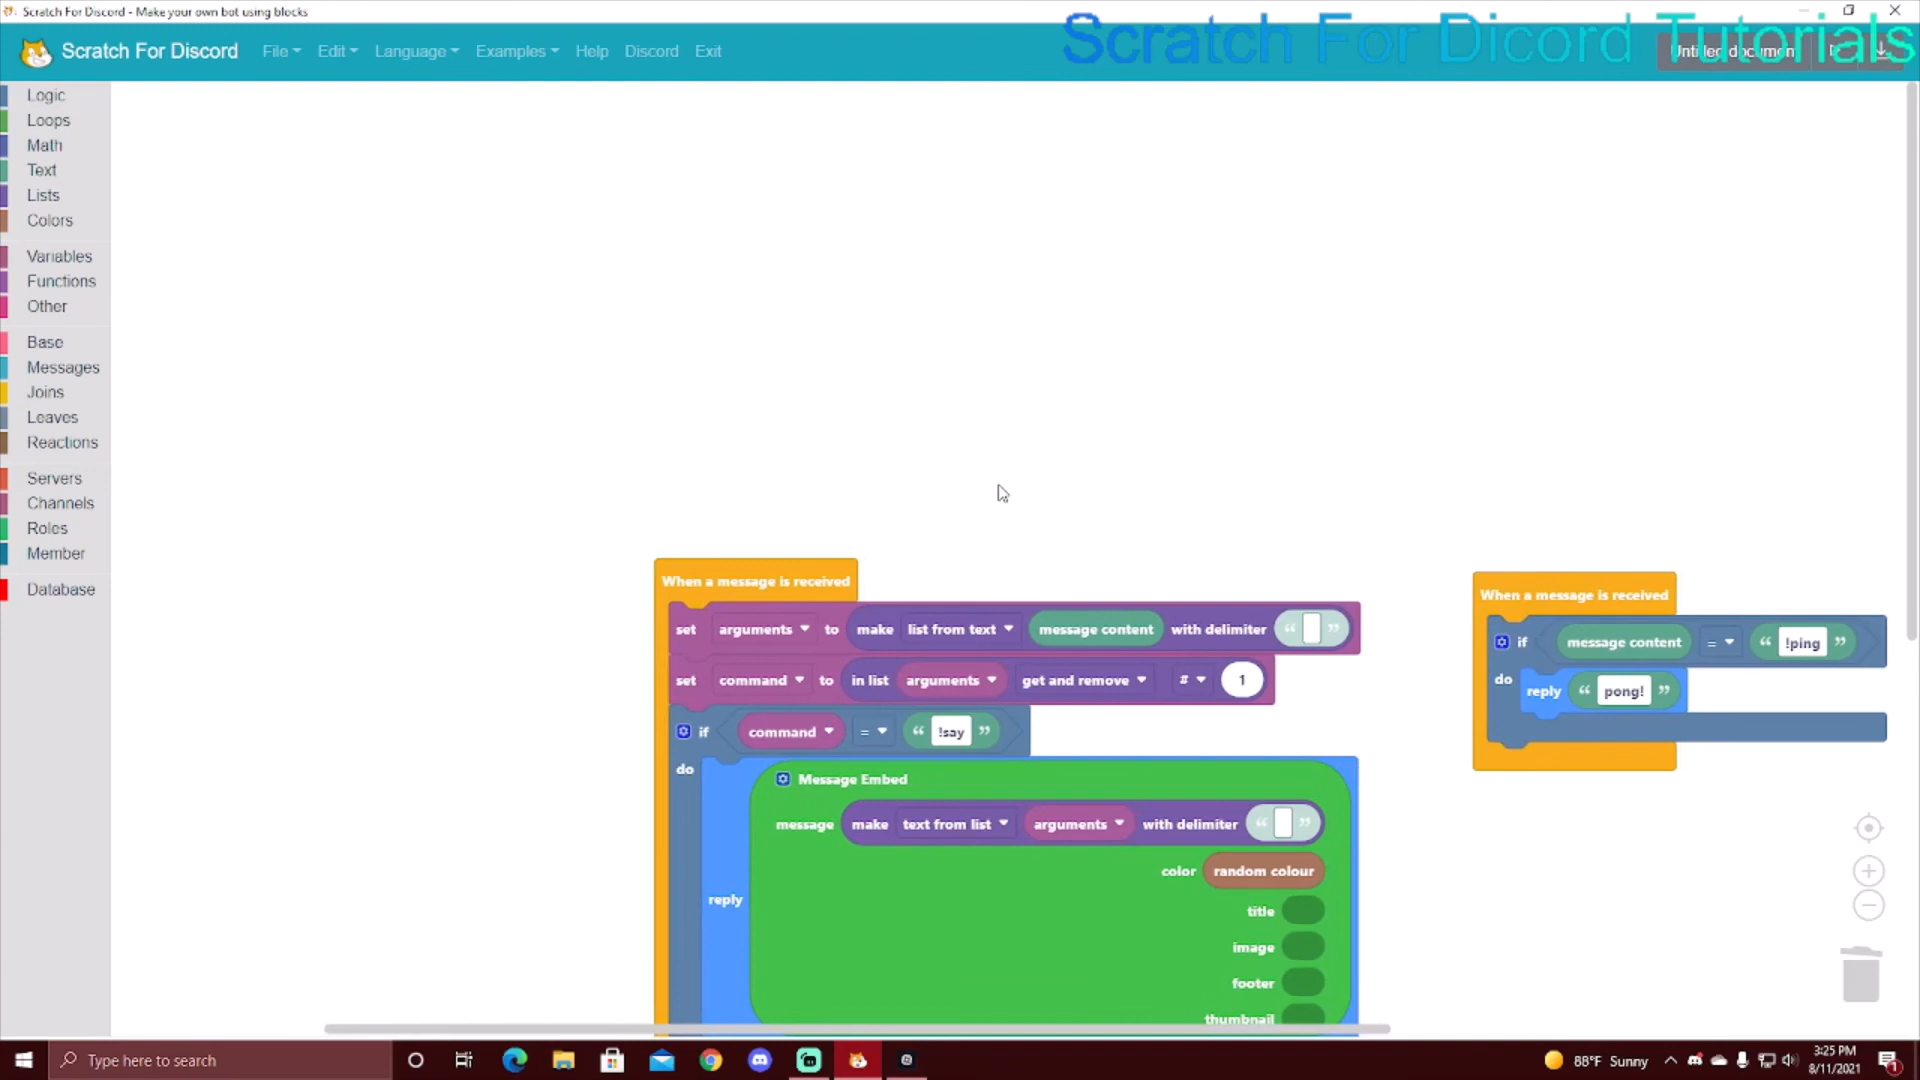 Scratch For Discord - Make your own bot using blocks
Scratch For Dicord Tutorials
Scratch For Discord File Edit Language Examples Help Discord Exit Untitled document
Logic
Loops
Math
Text
Lists
Colors
Variables
Functions
Other
Base
Messages
Joins
Leaves
Reactions
Servers
Channels
Roles
Member
Database
When a message is received
set arguments to make list from text message content with delimiter “ ”
set command to in list arguments get and remove # 1
if command = “ !say ”
do
Message Embed
message make text from list arguments with delimiter “ ”
color random colour
reply
title
image
footer
thumbnail
When a message is received
if message content = “ !ping ”
do reply “ pong! ”
Type here to search
88°F Sunny
3:25 PM
8/11/2021
1